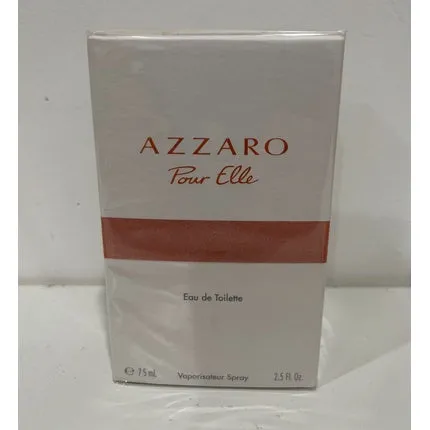 AZZARO
Pour Elle
Eau de Toilette
℮ 75 mL Vaporisateur Spray 2.5 Fl. Oz.